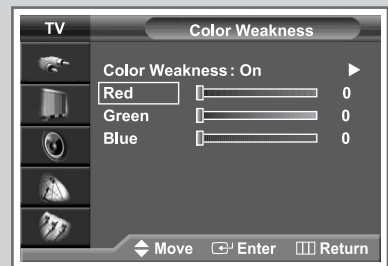 TV Color Weakness
Color Weakness : On
Red 0
Green 0
Blue 0
Move Enter Return